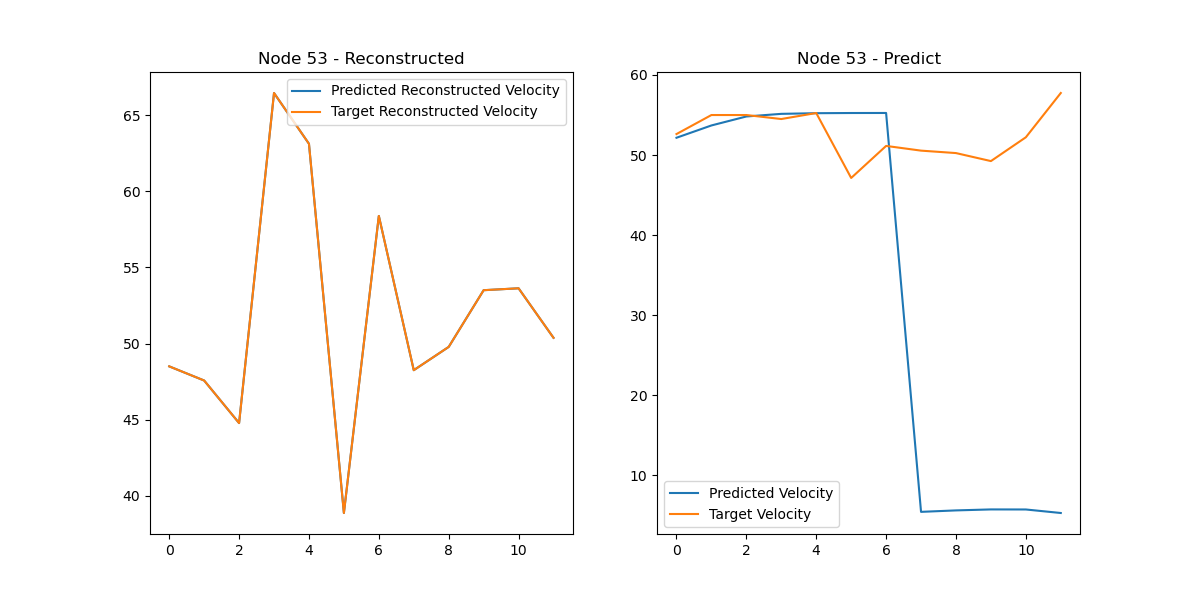 Node 53 - Reconstructed
Predicted Reconstructed Velocity
Target Reconstructed Velocity
65
60
55
50
45
40
0 2 4 6 8 10
Node 53 - Predict
60
50
40
30
20
10
Predicted Velocity
Target Velocity
0 2 4 6 8 10